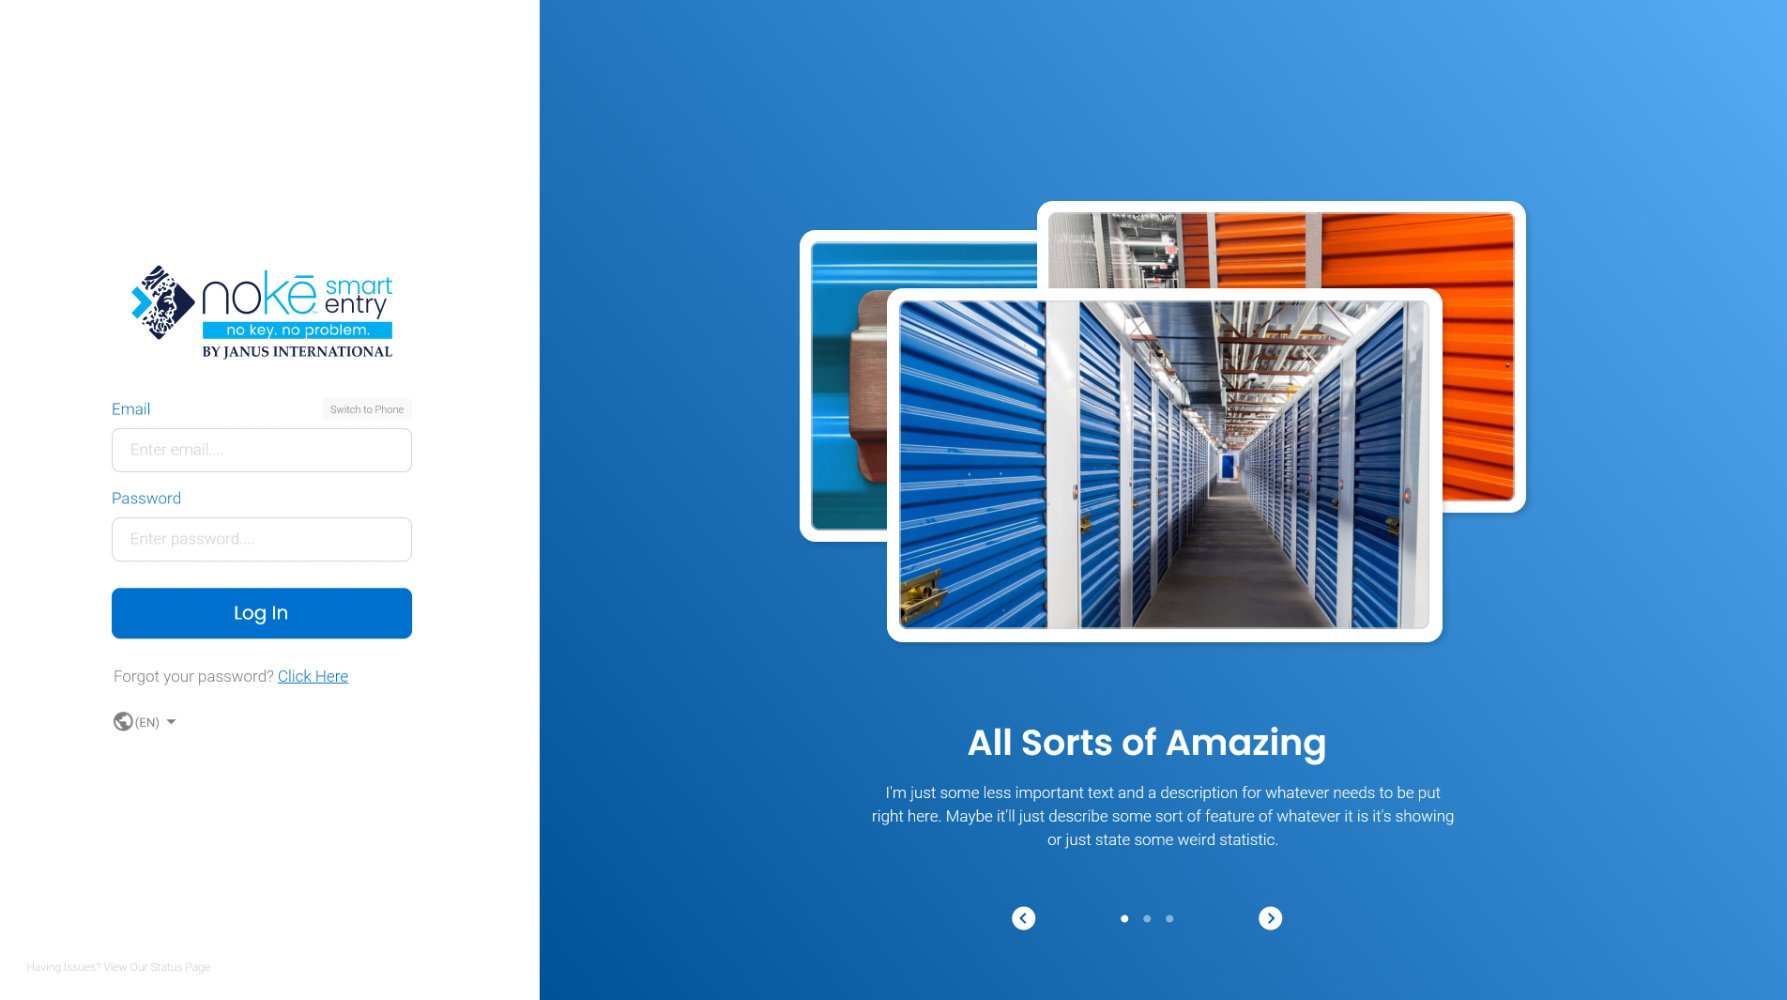 nokē smart
entry
no key. no problem.
BY JANUS INTERNATIONAL
Email
Switch to Phone
Enter email....
Password
Enter password....
Log In
Forgot your password? Click Here
(EN)
Having Issues? View Our Status Page
All Sorts of Amazing
I'm just some less important text and a description for whatever needs to be put
right here. Maybe it'll just describe some sort of feature of whatever it is it's showing
or just state some weird statistic.